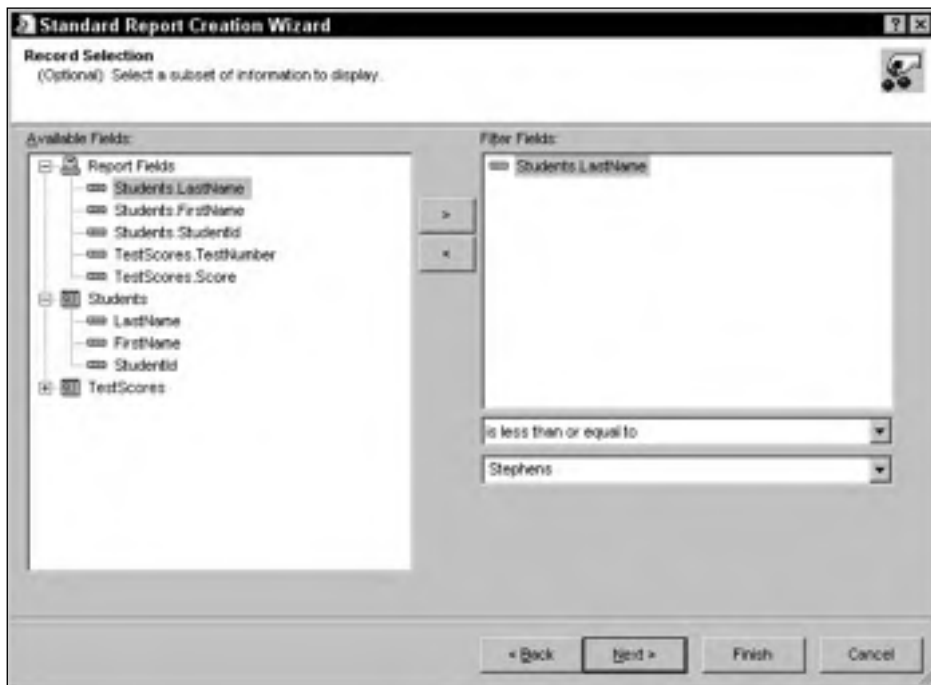 Standard Report Creation Wizard
Record Selection
(Optional) Select a subset of information to display.
Available Fields:
Report Fields
Students.LastName
Students.FirstName
Students.StudentId
TestScores.TestNumber
TestScores.Score
Students
LastName
FirstName
StudentId
TestScores
>
<
Filter Fields:
Students.LastName
is less than or equal to
Stephens
< Back
Next >
Finish
Cancel